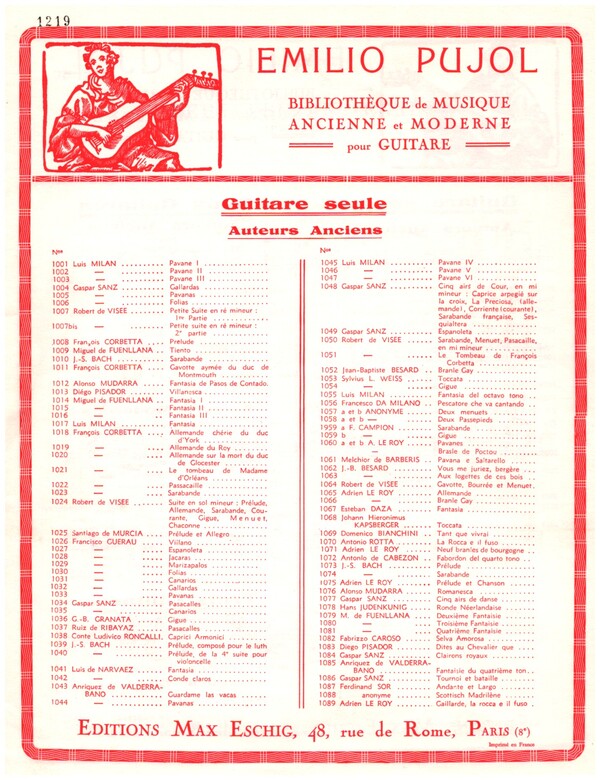 1219
EMILIO PUJOL
BIBLIOTHÈQUE de MUSIQUE
ANCIENNE et MODERNE
pour GUITARE
Guitare seule
Auteurs Anciens
Nos
1001 Luis MILAN .......... Pavane I
1002 — .......... Pavane II
1003 — .......... Pavane III
1004 Gaspar SANZ .......... Gallardas
1005 — .......... Pavanas
1006 — .......... Folias
1007 Robert de VISÉE .......... Petite Suite en ré mineur :
1re Partie
1007bis — .......... Petite suite en ré mineur :
2e partie
1008 François CORBETTA .... Prélude
1009 Miguel de FUENLLANA .. Tiento
1010 J.-S. BACH .......... Sarabande
1011 François CORBETTA .... Gavotte aymée du duc de
Montmouth
1012 Alonso MUDARRA ..... Fantasia de Pasos de Contado.
1013 Diégo PISADOR ....... Villanesca
1014 Miguel de FUENLLANA .. Fantasia I
1015 — .. Fantasia II
1016 — .. Fantasia III
1017 Luis MILAN .......... Fantasia
1018 François CORBETTA .... Allemande chérie du duc
d'York
1019 — .... Allemande du Roy
1020 — .... Allemande sur la mort du duc
de Glocester
1021 — .... Le tombeau de Madame
d'Orléans
1022 — .... Passacaille
1023 — .... Sarabande
1024 Robert de VISÉE ...... Suite en sol mineur : Prélude,
Allemande, Sarabande, Cou-
rante, Gigue, Menuet,
Chaconne
1025 Santiago de MURCIA .... Prélude et Allegro
1026 Francisco GUERAU ..... Villano
1027 — ..... Espanoleta
1028 — ..... Jacaras
1029 — ..... Marizapalos
1030 — ..... Folias
1031 — ..... Canarios
1032 — ..... Gallardas
1033 — ..... Pavanas
1034 Gaspar SANZ .......... Pasacalles
1035 — .......... Canarios
1036 G.-B. GRANATA ....... Gigue
1037 Ruiz de RIBAYAZ ...... Pasacalles
1038 Conte Ludivico RONCALLI. Caprici Armonici
1039 J.-S. BACH .......... Prélude, composé pour le luth
1040 — .......... Prélude, de la 4e suite pour
violoncelle
1041 Luis de NARVAEZ ...... Fantasia
1042 — ...... Conde claros
1043 Anriquez de VALDERRA-
BANO .......... Guardame las vacas
1044 — .......... Pavanas
Nos
1045 Luis MILAN .......... Pavane IV
1046 — .......... Pavane V
1047 — .......... Pavane VI
1048 Gaspar SANZ .......... Cinq airs de Cour, en mi
mineur : Caprice arpegié sur
la croix, La Preciosa, (alle-
mande), Corriente (courante),
Sarabande française, Ses-
quialtera
1049 Gaspar SANZ .......... Espanoleta
1050 Robert de VISÉE ...... Sarabande, Menuet, Pasacaille,
en mi mineur
1051 — ...... Le Tombeau de François
Corbetta
1052 Jean-Baptiste BESARD .. Branle Gay
1053 Sylvius L. WEISS ..... Toccata
1054 — ..... Gigue
1055 Luis MILAN .......... Fantasia del octavo tono
1056 Francesco DA MILANO .. Pescatore che va cantando
1057 a et b ANONYME ...... Deux menuets
1058 a et b — ...... Deux Passepieds
1059 a F. CAMPION ........ Sarabande
1059 b — ........ Gigue
1060 a et b A. LE ROY ..... Pavanes
— Brasle de Poctou
1061 Melchior de BARBERIS .. Pavana e Saltarello
1062 J.-B. BESARD ......... Vous me juriez, bergère
1063 — ......... Aux logettes de ces bois
1064 Robert de VISÉE ...... Gavotte, Bourrée et Menuet.
1065 Adrien LE ROY ........ Allemande
1066 — ........ Branle Gay
1067 Esteban DAZA ........ Fantasia
1068 Johann Hieronimus
KAPSBERGER ..... Toccata
1069 Domenico BIANCHINI .. Tant que vivrai
1070 Antonio ROTTA ....... La Rocca e il fuso
1071 Adrien LE ROY ........ Neuf branles de bourgogne
1072 Antonio de CABEZON .. Fabordon del quarto tono
1073 J.-S. BACH .......... Prélude
1074 — .......... Sarabande
1075 Adrien LE ROY ........ Prélude et Chanson
1076 Alonso MUDARRA ..... Romanesca
1077 Gaspar SANZ .......... Cinq airs de danse
1078 Hans JUDENKUNIG .... Ronde Néerlandaise
1079 M. de FUENLLANA .... Deuxième Fantaisie
1080 — .... Troisième Fantaisie
1081 — .... Quatrième Fantaisie
1082 Fabrizzo CAROSO ..... Selva Amorosa
1083 Diego PISADOR ....... Dites au Chevalier que
1084 Gaspar SANZ .......... Clairons royaux
1085 Anriquez de VALDERRA-
BANO .......... Fantaisie du quatrième ton
1086 Gaspar SANZ .......... Tournoi et bataille
1087 Ferdinand SOR ........ Andante et Largo
1088 anonyme ........ Scottisch Madrilène
1089 Adrien LE ROY ........ Gaillarde, la rocca e il fuso
EDITIONS MAX ESCHIG, 48, rue de Rome, PARIS (8e)
Imprimé en France